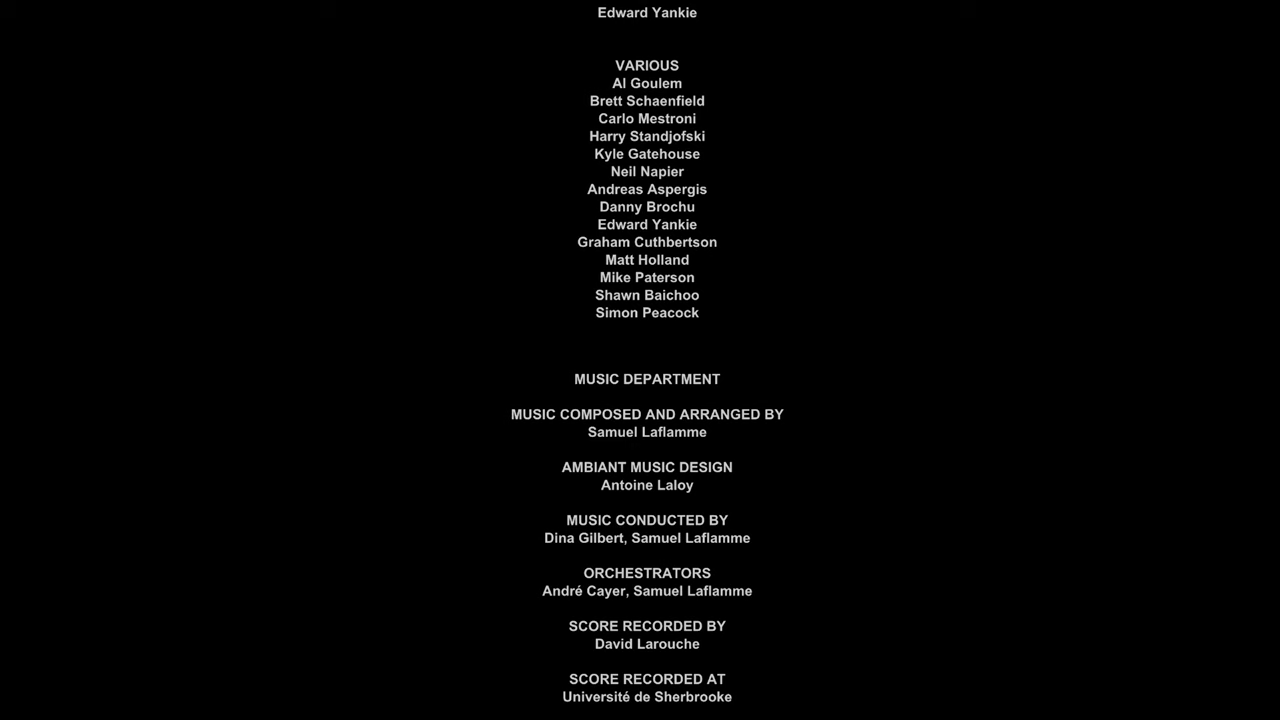 Edward Yankie
VARIOUS
Al Goulem
Brett Schaenfield
Carlo Mestroni
Harry Standjofski
Kyle Gatehouse
Neil Napier
Andreas Aspergis
Danny Brochu
Edward Yankie
Graham Cuthbertson
Matt Holland
Mike Paterson
Shawn Baichoo
Simon Peacock
MUSIC DEPARTMENT
MUSIC COMPOSED AND ARRANGED BY
Samuel Laflamme
AMBIANT MUSIC DESIGN
Antoine Laloy
MUSIC CONDUCTED BY
Dina Gilbert, Samuel Laflamme
ORCHESTRATORS
André Cayer, Samuel Laflamme
SCORE RECORDED BY
David Larouche
SCORE RECORDED AT
Université de Sherbrooke